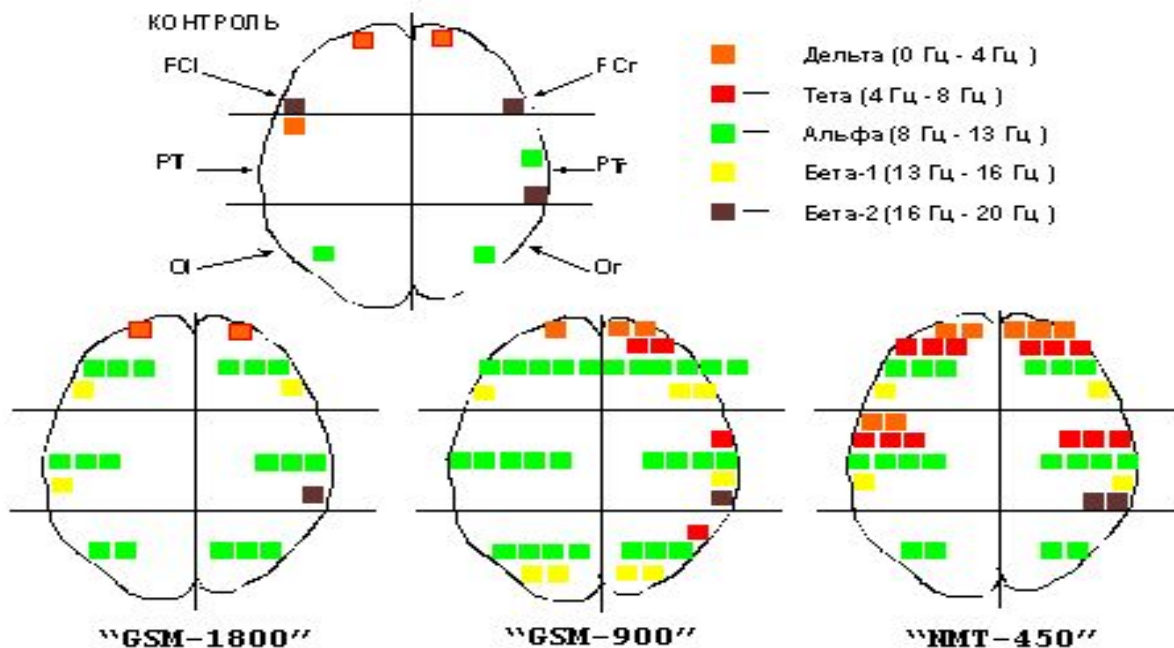 КОНТРОЛЬ
FCl
FCr
PTl
PTr
Ol
Or
Дельта (0 Гц - 4 Гц )
Тета (4 Гц - 8 Гц )
Альфа (8 Гц - 13 Гц )
Бета-1 (13 Гц - 16 Гц )
Бета-2 (16 Гц - 20 Гц )
"GSM-1800"
"GSM-900"
"NMT-450"